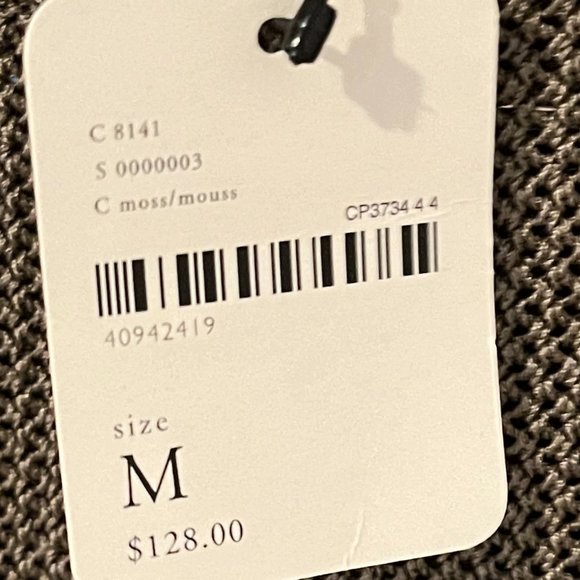 C 8141
S 0000003
C moss/mouss
CP3734 4 4
40942419
size
M
$128.00